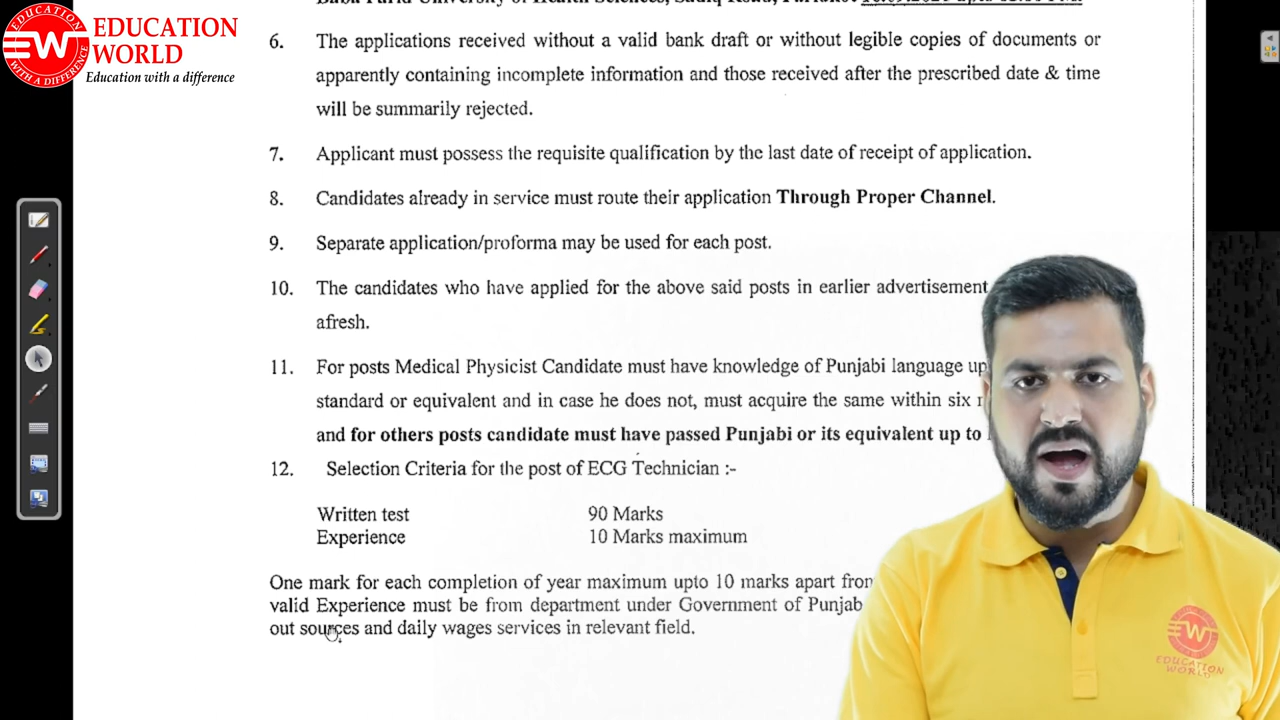 EDUCATION
WORLD
Education with a difference
EDUCATION
EW
WITH A DIFFERENCE
6. The applications received without a valid bank draft or without legible copies of documents or
apparently containing incomplete information and those received after the prescribed date & time
will be summarily rejected.
7. Applicant must possess the requisite qualification by the last date of receipt of application.
8. Candidates already in service must route their application Through Proper Channel.
9. Separate application/proforma may be used for each post.
10. The candidates who have applied for the above said posts in earlier advertisement
afresh.
11. For posts Medical Physicist Candidate must have knowledge of Punjabi language up
standard or equivalent and in case he does not, must acquire the same within six
and for others posts candidate must have passed Punjabi or its equivalent up to
12. Selection Criteria for the post of ECG Technician :-
Written test 90 Marks
Experience 10 Marks maximum
One mark for each completion of year maximum upto 10 marks apart from
valid Experience must be from department under Government of Punjab
out sources and daily wages services in relevant field.
EW
EDUCATION
WORLD